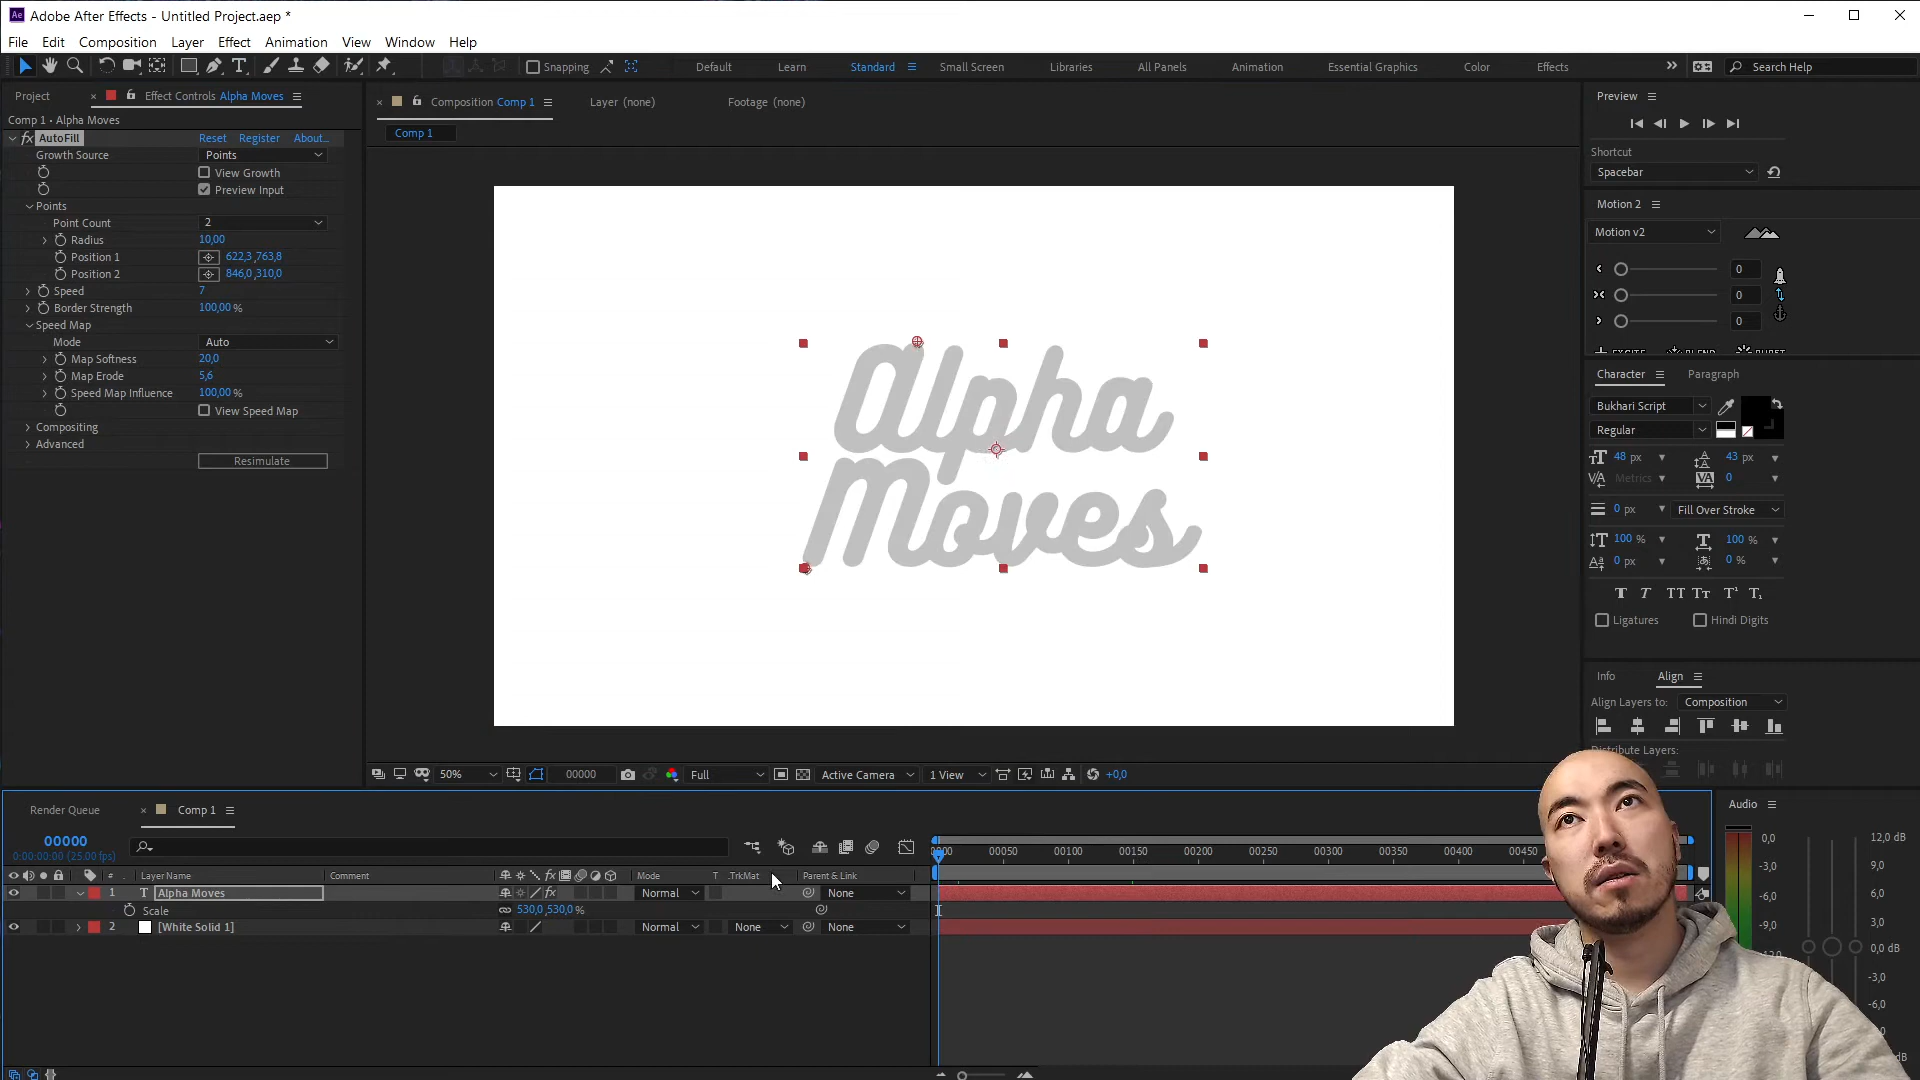 Adobe After Effects - Untitled Project.aep *
File Edit Composition Layer Effect Animation View Window Help
Snapping Default Learn Standard Small Screen Libraries All Panels Animation Essential Graphics Color Effects Search Help
Project Effect Controls Alpha Moves
Comp 1 • Alpha Moves
fx AutoFill Reset Register About...
Growth Source Points
View Growth
Preview Input
Points
Point Count 2
Radius 10,00
Position 1 622,3,763,8
Position 2 846,0,310,0
Speed 7
Border Strength 100,00 %
Speed Map
Mode Auto
Map Softness 20,0
Map Erode 5,6
Speed Map Influence 100,00 %
View Speed Map
Compositing
Advanced
Resimulate
Composition Comp 1 Layer (none) Footage (none)
Comp 1
Alpha
Moves
50% 00000 Full Active Camera 1 View +0,0
Preview
Shortcut
Spacebar
Motion 2
Motion v2
0
0
0
Character Paragraph
Bukhari Script
Regular
48 px 43 px
Metrics 0
0 px Fill Over Stroke
100 % 100 %
0 px 0 %
Ligatures Hindi Digits
Info Align
Align Layers to: Composition
Distribute Layers:
Render Queue Comp 1
00000
0:00:00:00 (25.00 fps)
00050 00100 00150 00200 00250 00300 00350 00400 00450
# Layer Name Comment Mode T .TrkMat Parent & Link
1 T Alpha Moves Normal None
Scale 530,0,530,0 %
2 [White Solid 1] Normal None None
Audio
0,0 12,0 dB
-3,0 9,0
-6,0 6,0
-9,0 3,0
0,0 dB
-3,0
-6,0